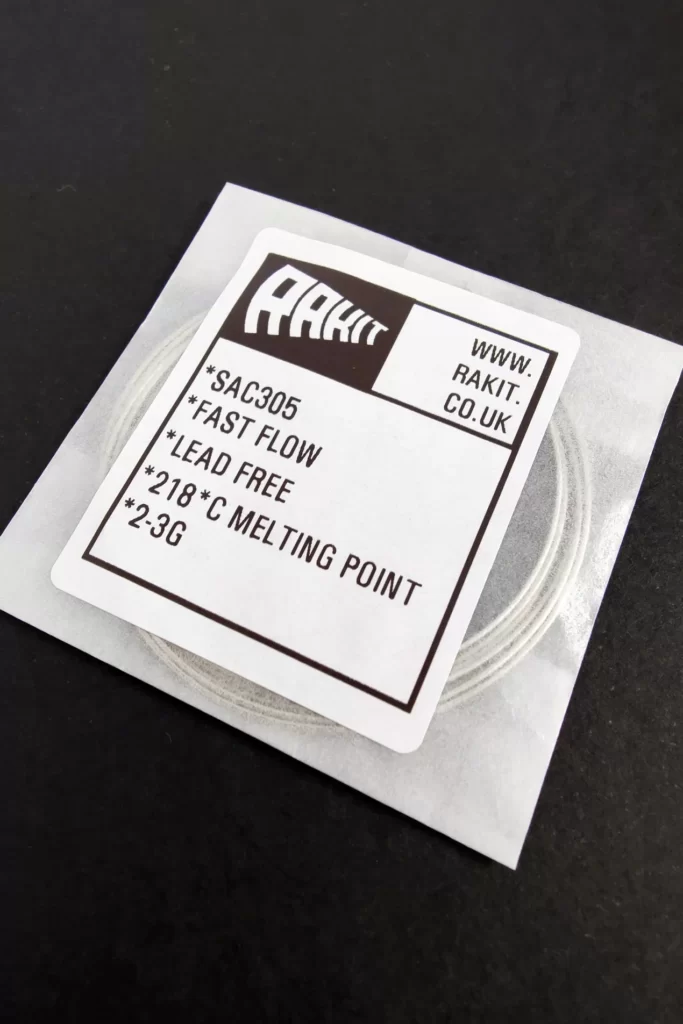 RAKIT
WWW.
RAKIT.
CO.UK
*SAC305
*FAST FLOW
*LEAD FREE
*218*C MELTING POINT
*2-3G